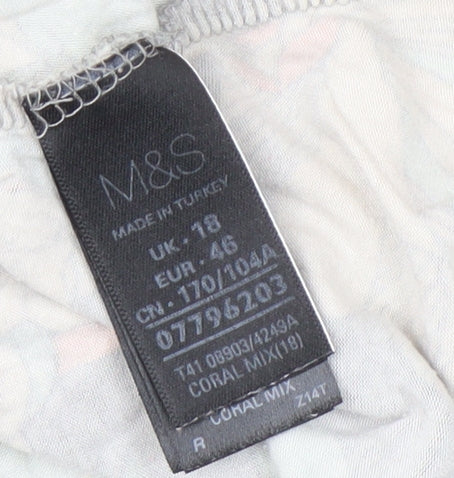 M&S
MADE IN TURKEY
UK · 18
EUR · 46
CN · 170/104A
07796203
T41 08903/4249A
CORAL MIX(18)
CORAL MIX
R Z14T